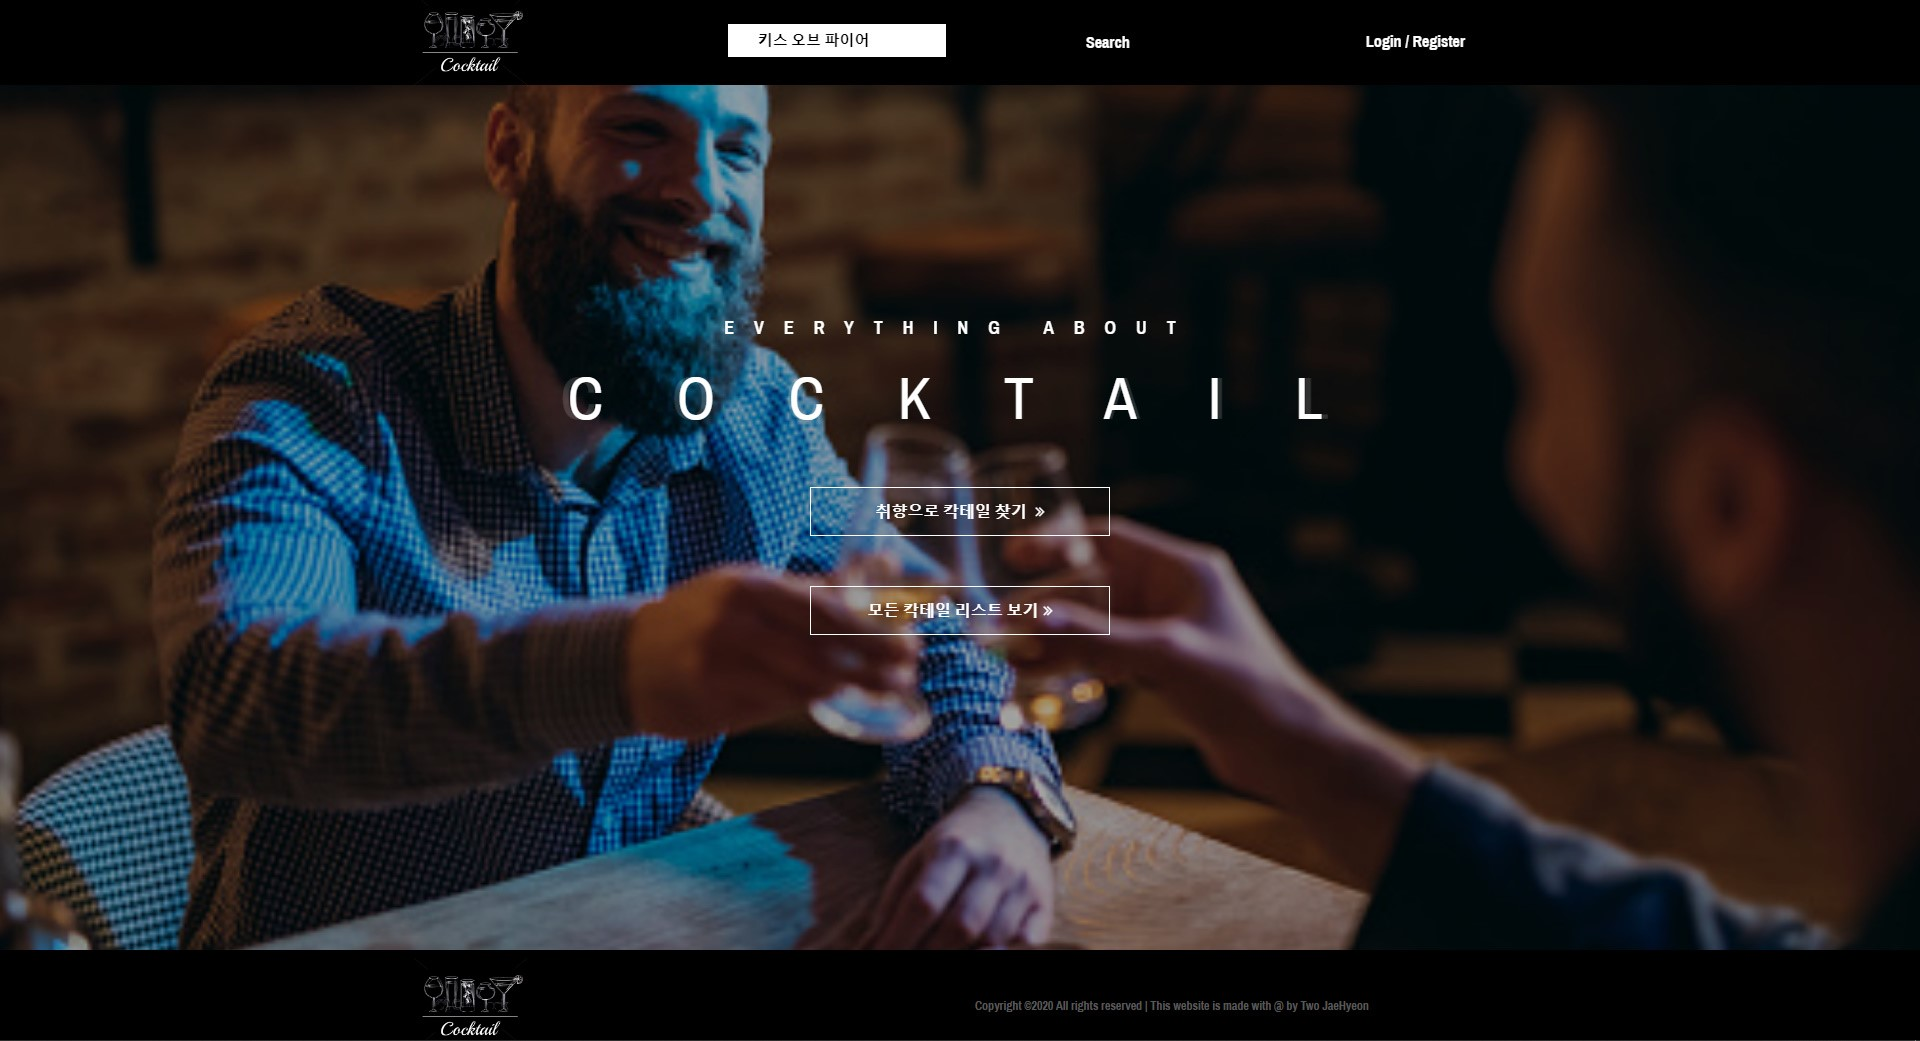 Cocktail
키스 오브 파이어
Search
Login / Register
EVERYTHING ABOUT
COCKTAIL
취향으로 칵테일 찾기 »
모든 칵테일 리스트 보기 »
Cocktail
Copyright ©2020 All rights reserved | This website is made with @ by Two JaeHyeon